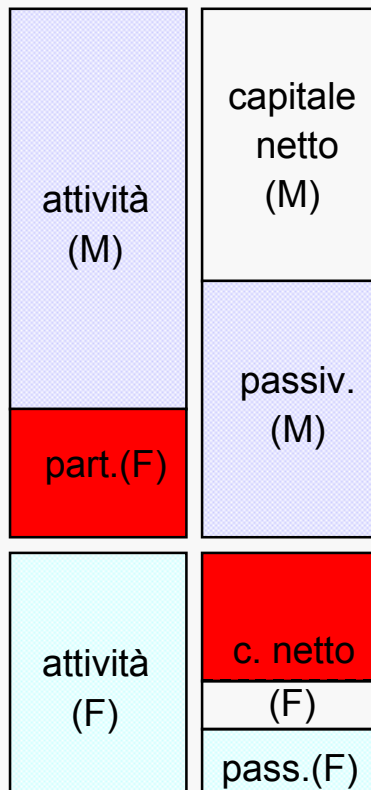 attività
(M)
part.(F)
capitale
netto
(M)
passiv.
(M)
attività
(F)
c. netto
(F)
pass.(F)